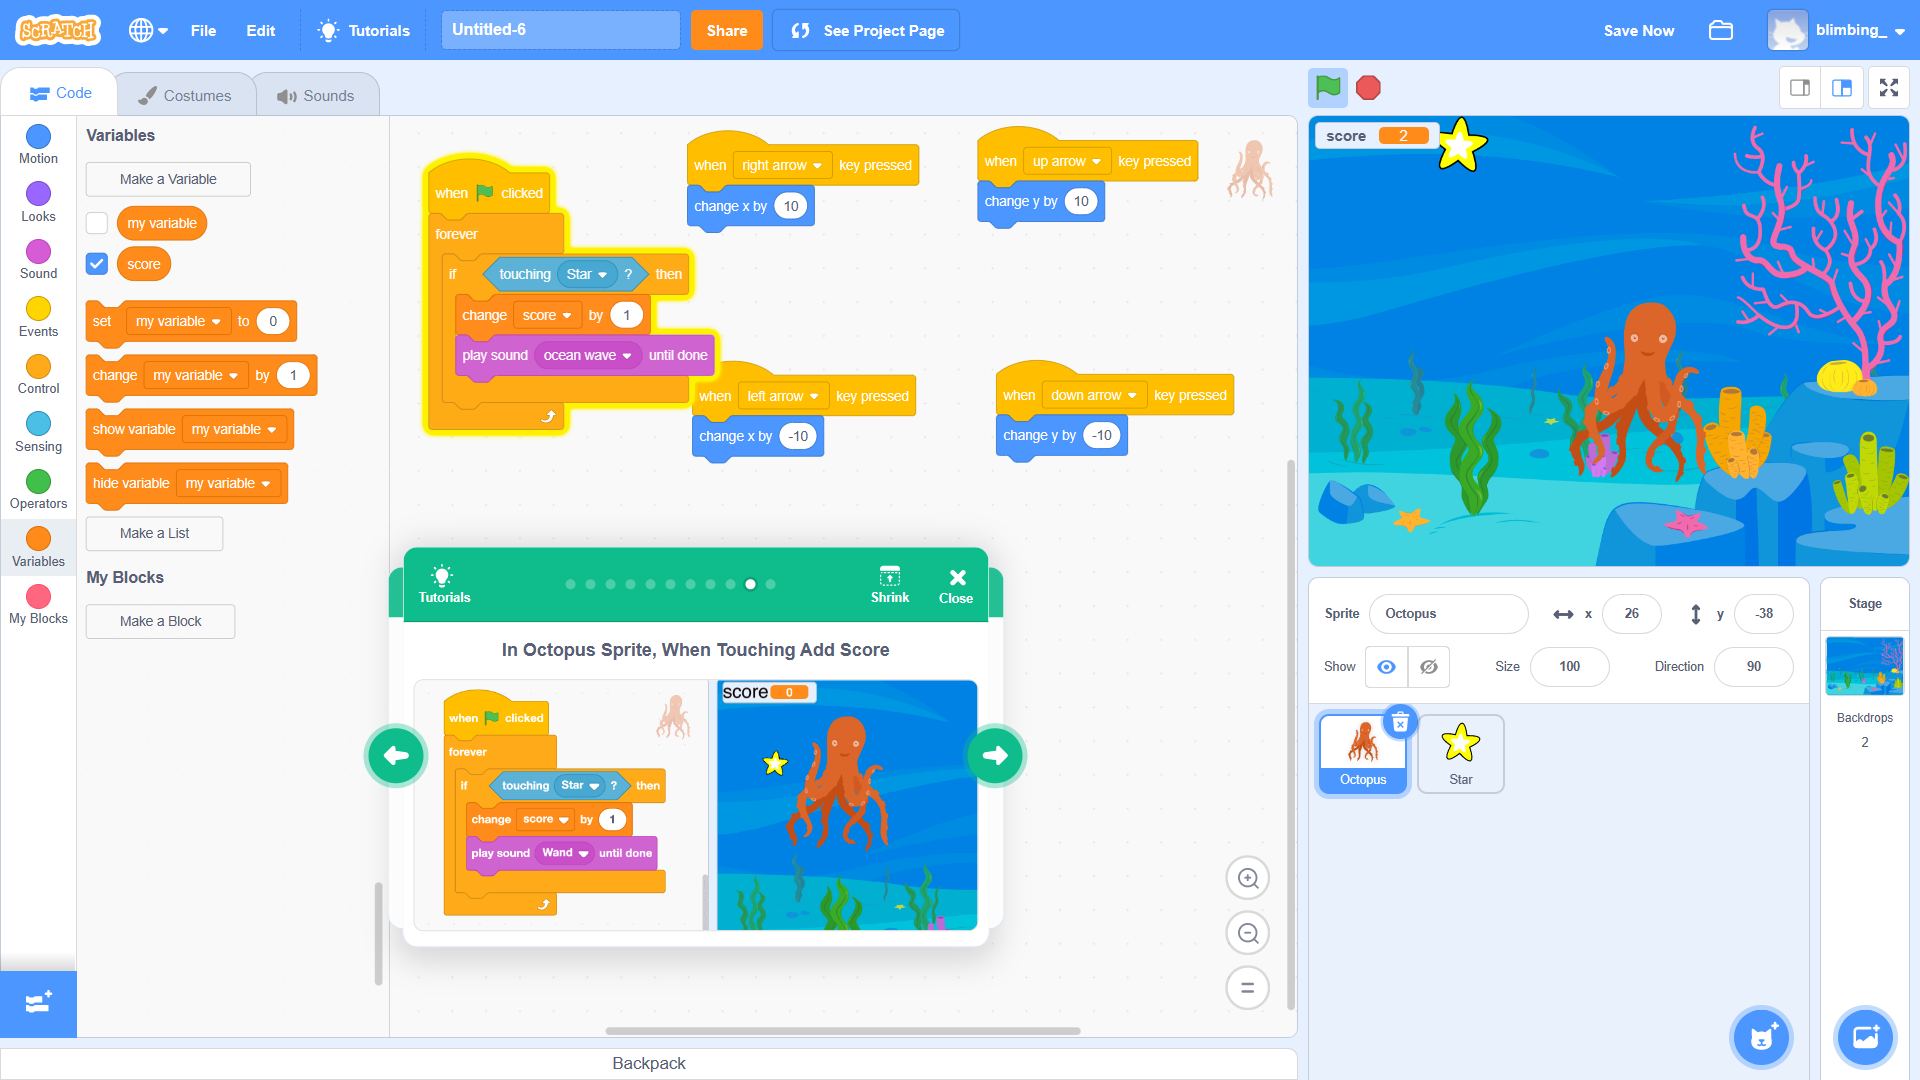 SCRATCH
File
Edit
Tutorials
Untitled-6
Share
See Project Page
Save Now
blimbing_
Code
Costumes
Sounds
Motion
Looks
Sound
Events
Control
Sensing
Operators
Variables
My Blocks
Variables
Make a Variable
my variable
score
set my variable to 0
change my variable by 1
show variable my variable
hide variable my variable
Make a List
My Blocks
Make a Block
when clicked
forever
if touching Star ? then
change score by 1
play sound ocean wave until done
when right arrow key pressed
change x by 10
when up arrow key pressed
change y by 10
when left arrow key pressed
change x by -10
when down arrow key pressed
change y by -10
Tutorials
Shrink
Close
In Octopus Sprite, When Touching Add Score
when clicked
forever
if touching Star ? then
change score by 1
play sound Wand until done
score 0
Backpack
score 2
Sprite Octopus x 26 y -38
Show Size 100 Direction 90
Octopus
Star
Stage
Backdrops
2